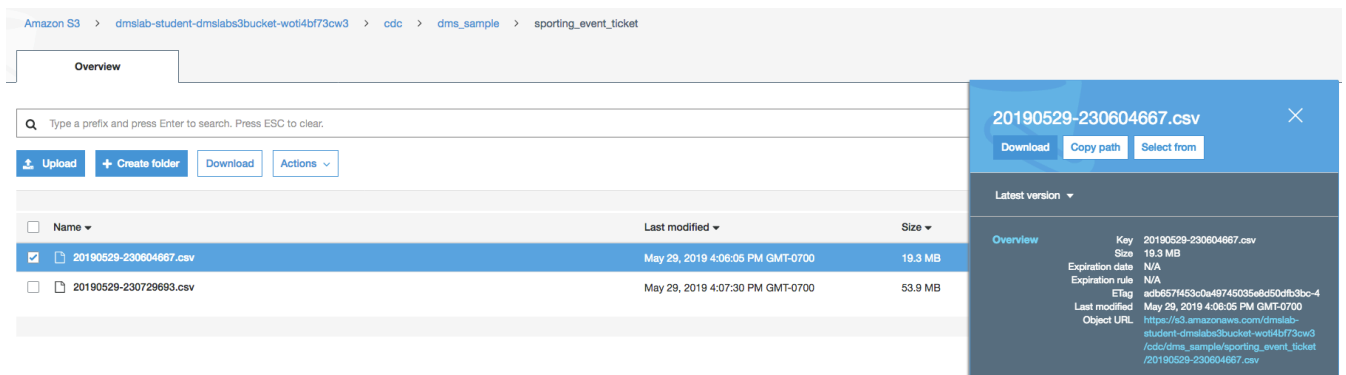 Amazon S3 > dmslab-student-dmslabs3bucket-woti4bf73cw3 > cdc > dms_sample > sporting_event_ticket
Overview
Type a prefix and press Enter to search. Press ESC to clear.
Upload + Create folder Download Actions
Name Last modified Size
20190529-230604667.csv May 29, 2019 4:06:05 PM GMT-0700 19.3 MB
20190529-230729693.csv May 29, 2019 4:07:30 PM GMT-0700 53.9 MB
20190529-230604667.csv
Download Copy path Select from
Latest version
Overview Key 20190529-230604667.csv
Size 19.3 MB
Expiration date N/A
Expiration rule N/A
ETag adb657f453c0a49745035e8d50dfb3bc-4
Last modified May 29, 2019 4:06:05 PM GMT-0700
Object URL https://s3.amazonaws.com/dmslab-
student-dmslabs3bucket-woti4bf73cw3
/cdc/dms_sample/sporting_event_ticket
/20190529-230604667.csv